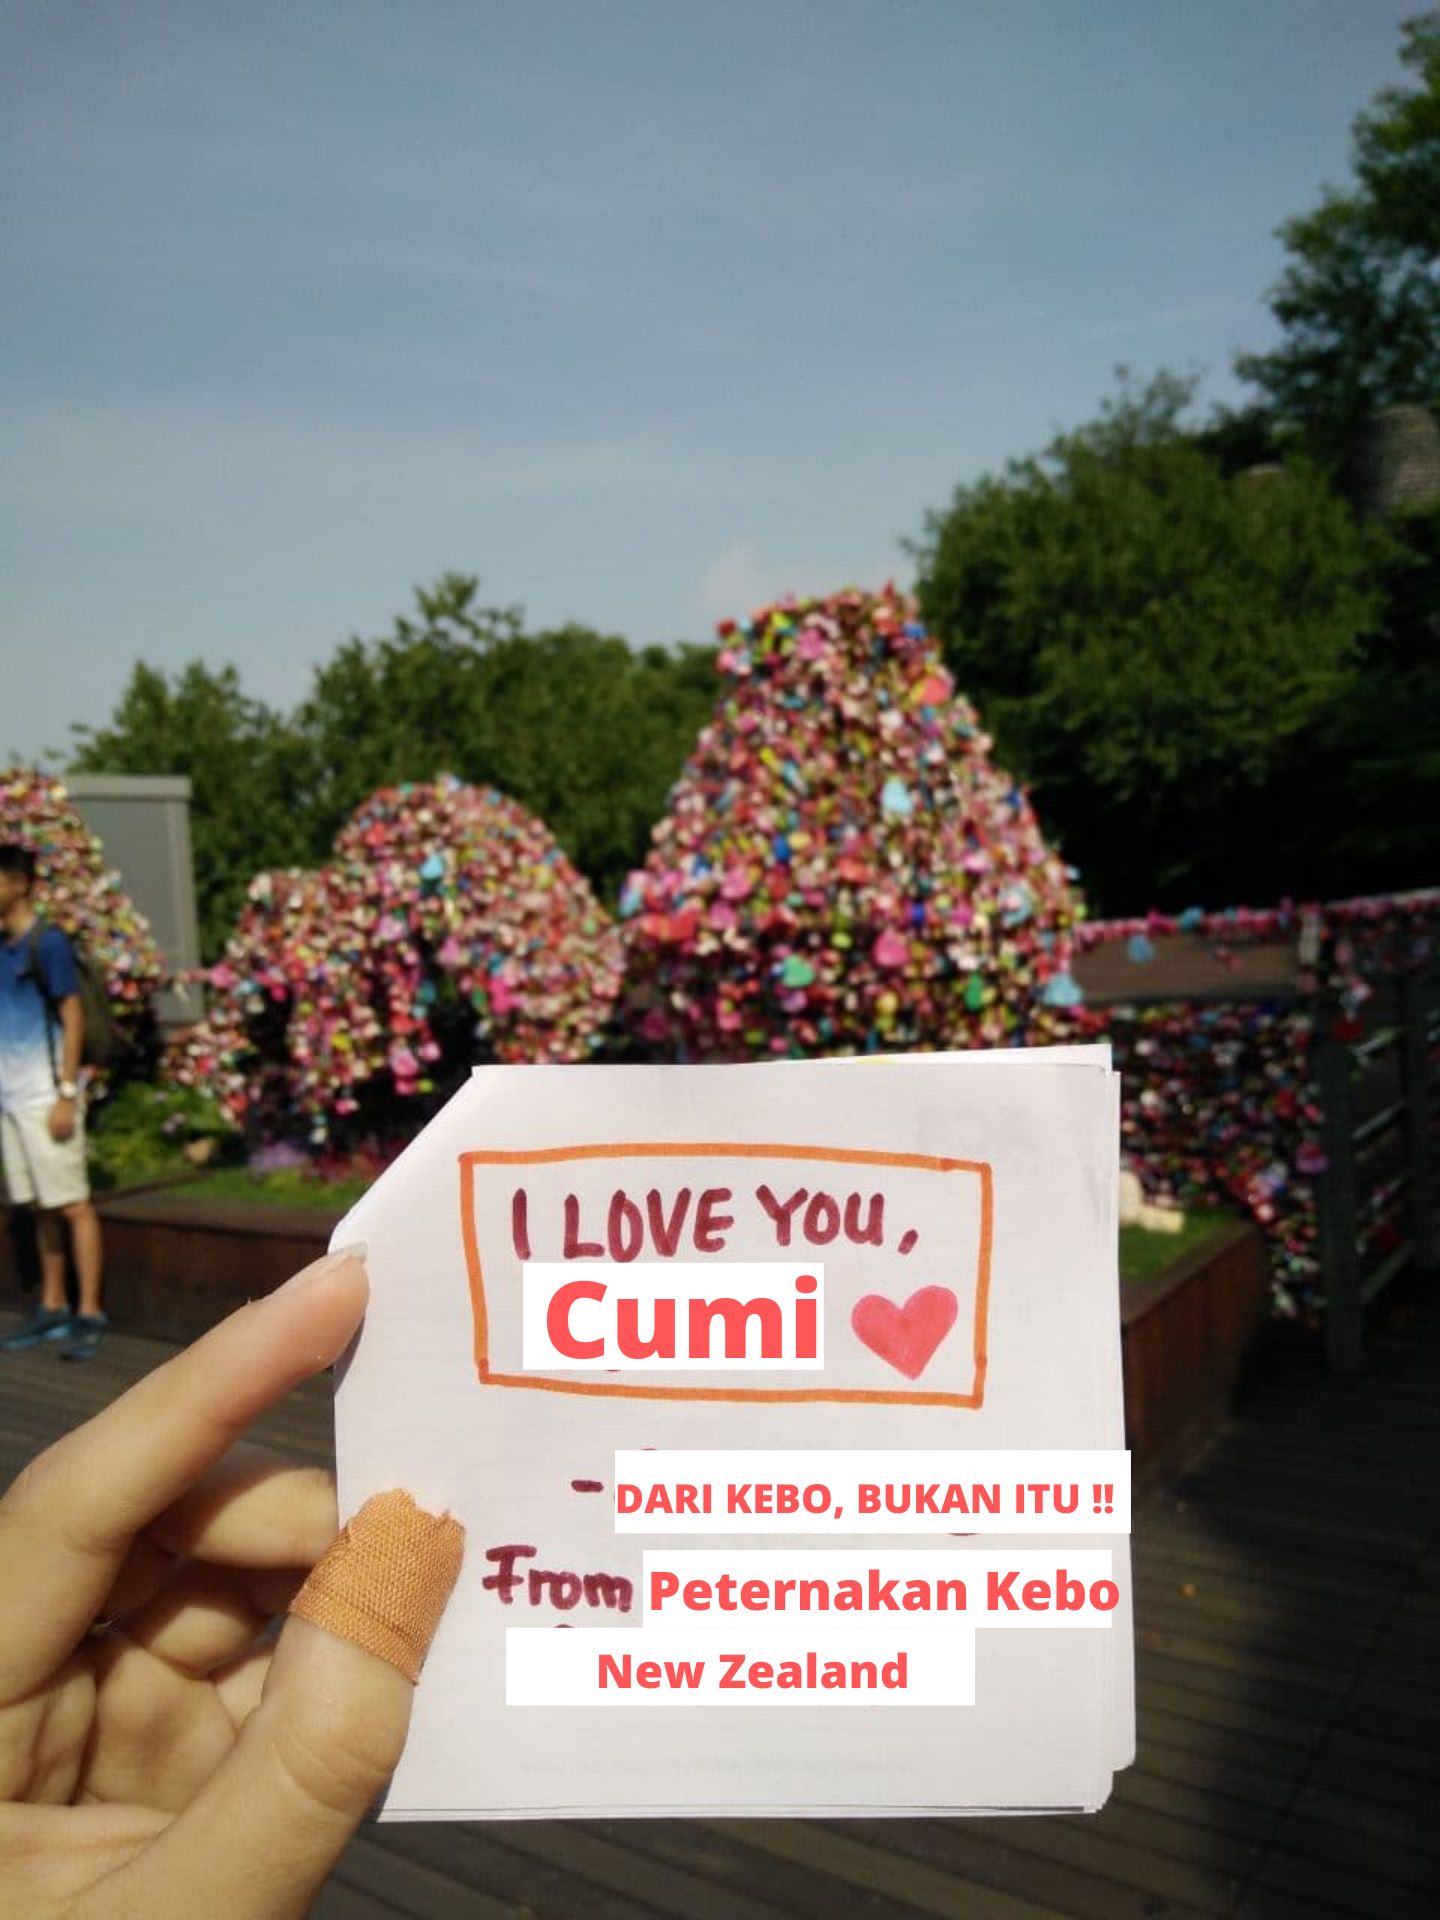 I LOVE YOU,
Cumi
- DARI KEBO, BUKAN ITU !!
From Peternakan Kebo
New Zealand